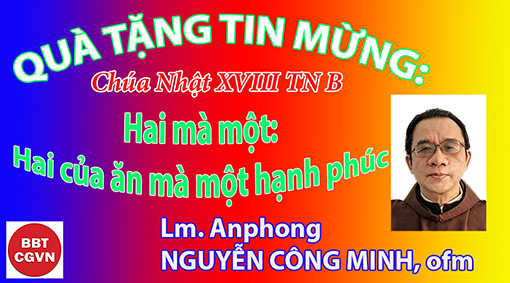 QUÀ TẶNG TIN MỪNG:
Chúa Nhật XVIII TN B
Hai mà một:
Hai của ăn mà một hạnh phúc
Lm. Anphong
NGUYỄN CÔNG MINH, ofm
BBT
CGVN